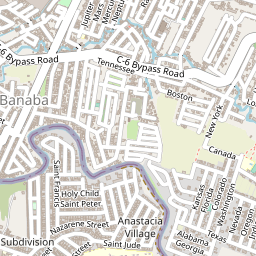 Jupiter
Mars
Mercury
Neptune
C-6 Bypass Road
C-6 Bypass Road
Tennessee
Boston
Banaba
New York
Canada
Saint Francis
Holy Child
Saint Peter
Nazarene Street
Anastacia
Village
Subdivision
Saint Jude
Kansas
Florida
Colorado
Washington
Nevada
Oregon
Texas
Alabama
Georgia